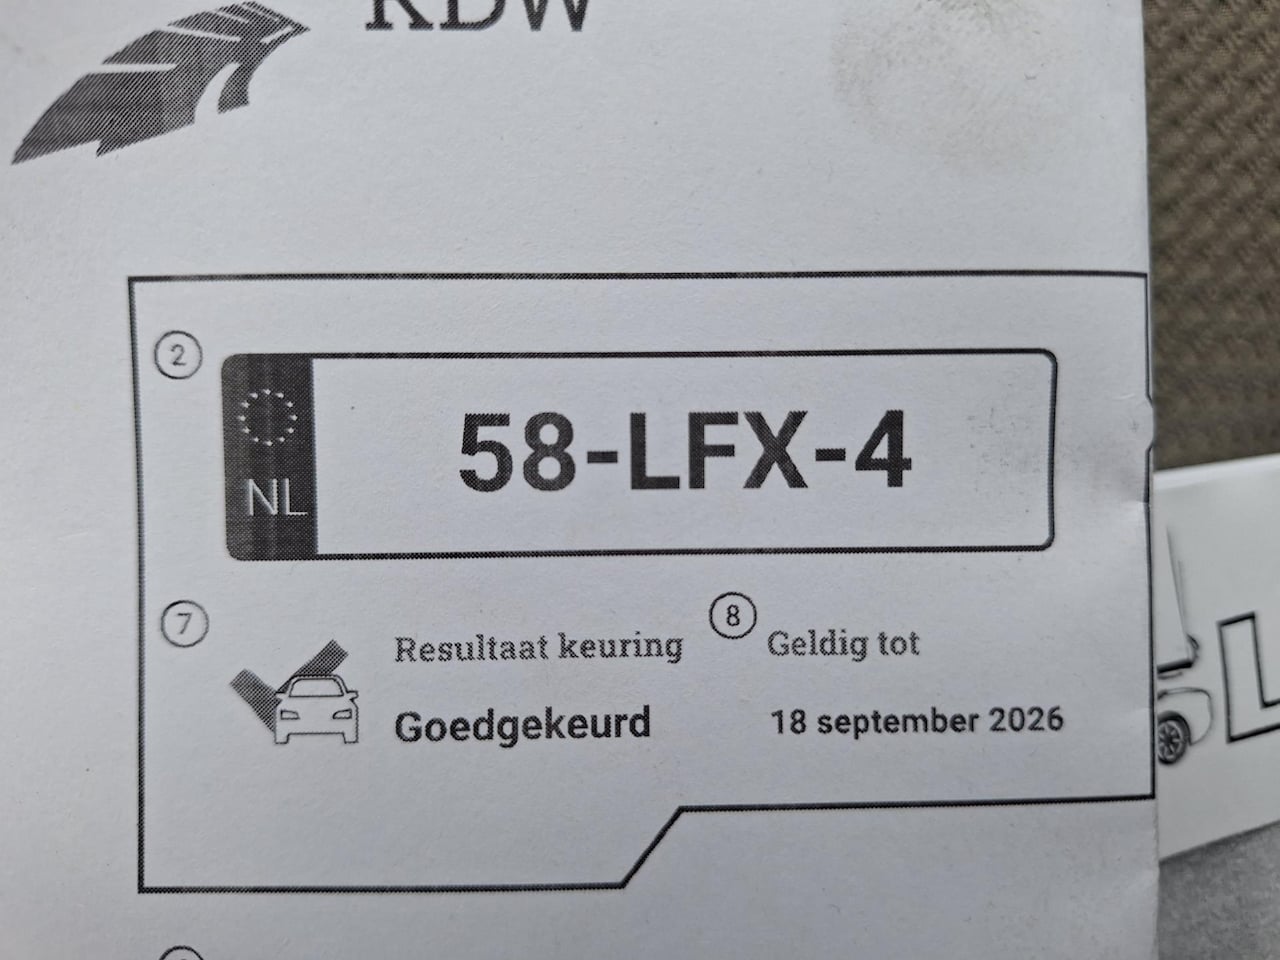 RDW
2
NL
58-LFX-4
7
Resultaat keuring
8
Geldig tot
Goedgekeurd
18 september 2026
L